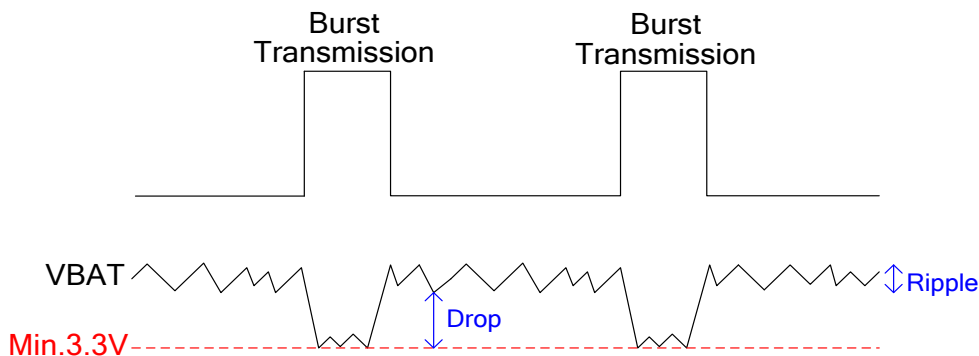 Burst
Transmission
Burst
Transmission
VBAT
Ripple
Drop
Min.3.3V